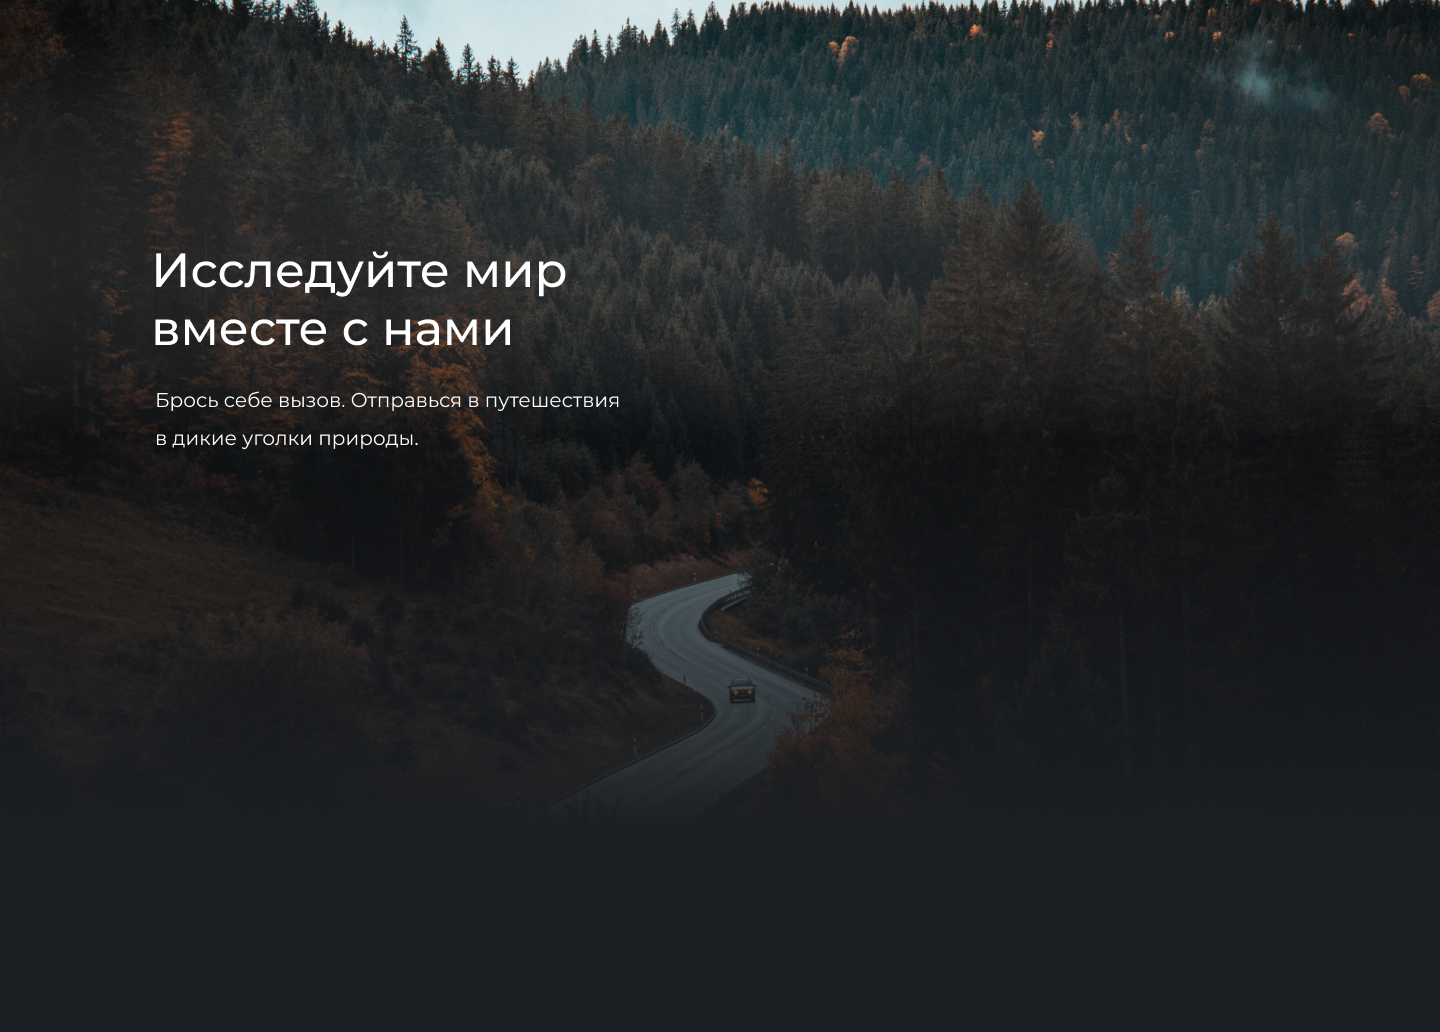 Исследуйте мир
вместе с нами
Брось себе вызов. Отправься в путешествия
в дикие уголки природы.